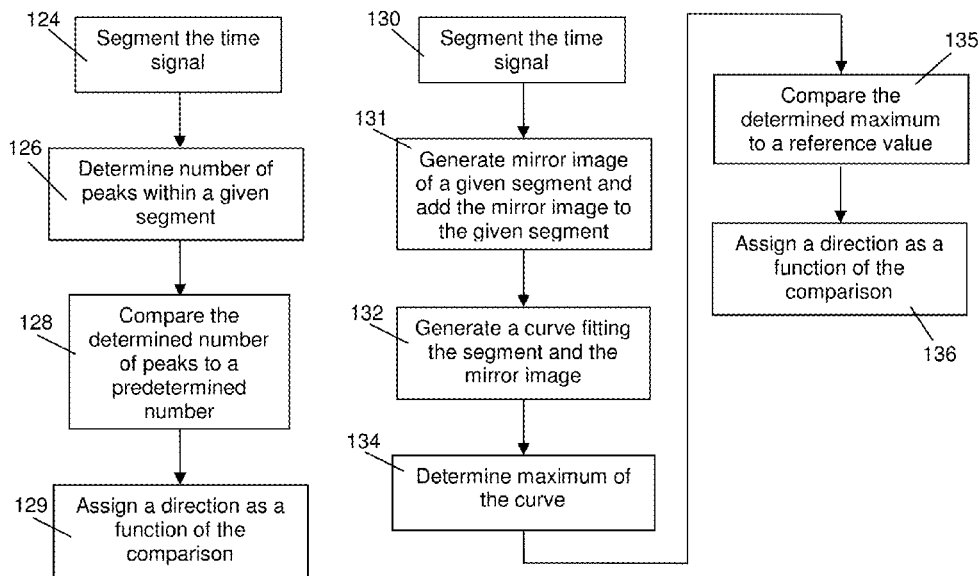 124
Segment the time
signal
126
Determine number of
peaks within a given
segment
128
Compare the
determined number
of peaks to a
predetermined
number
129
Assign a direction as a
function of the
comparison
130
Segment the time
signal
131
Generate mirror image
of a given segment and
add the mirror image to
the given segment
132
Generate a curve fitting
the segment and the
mirror image
134
Determine maximum of
the curve
135
Compare the
determined maximum
to a reference value
Assign a direction as a
function of the
comparison
136